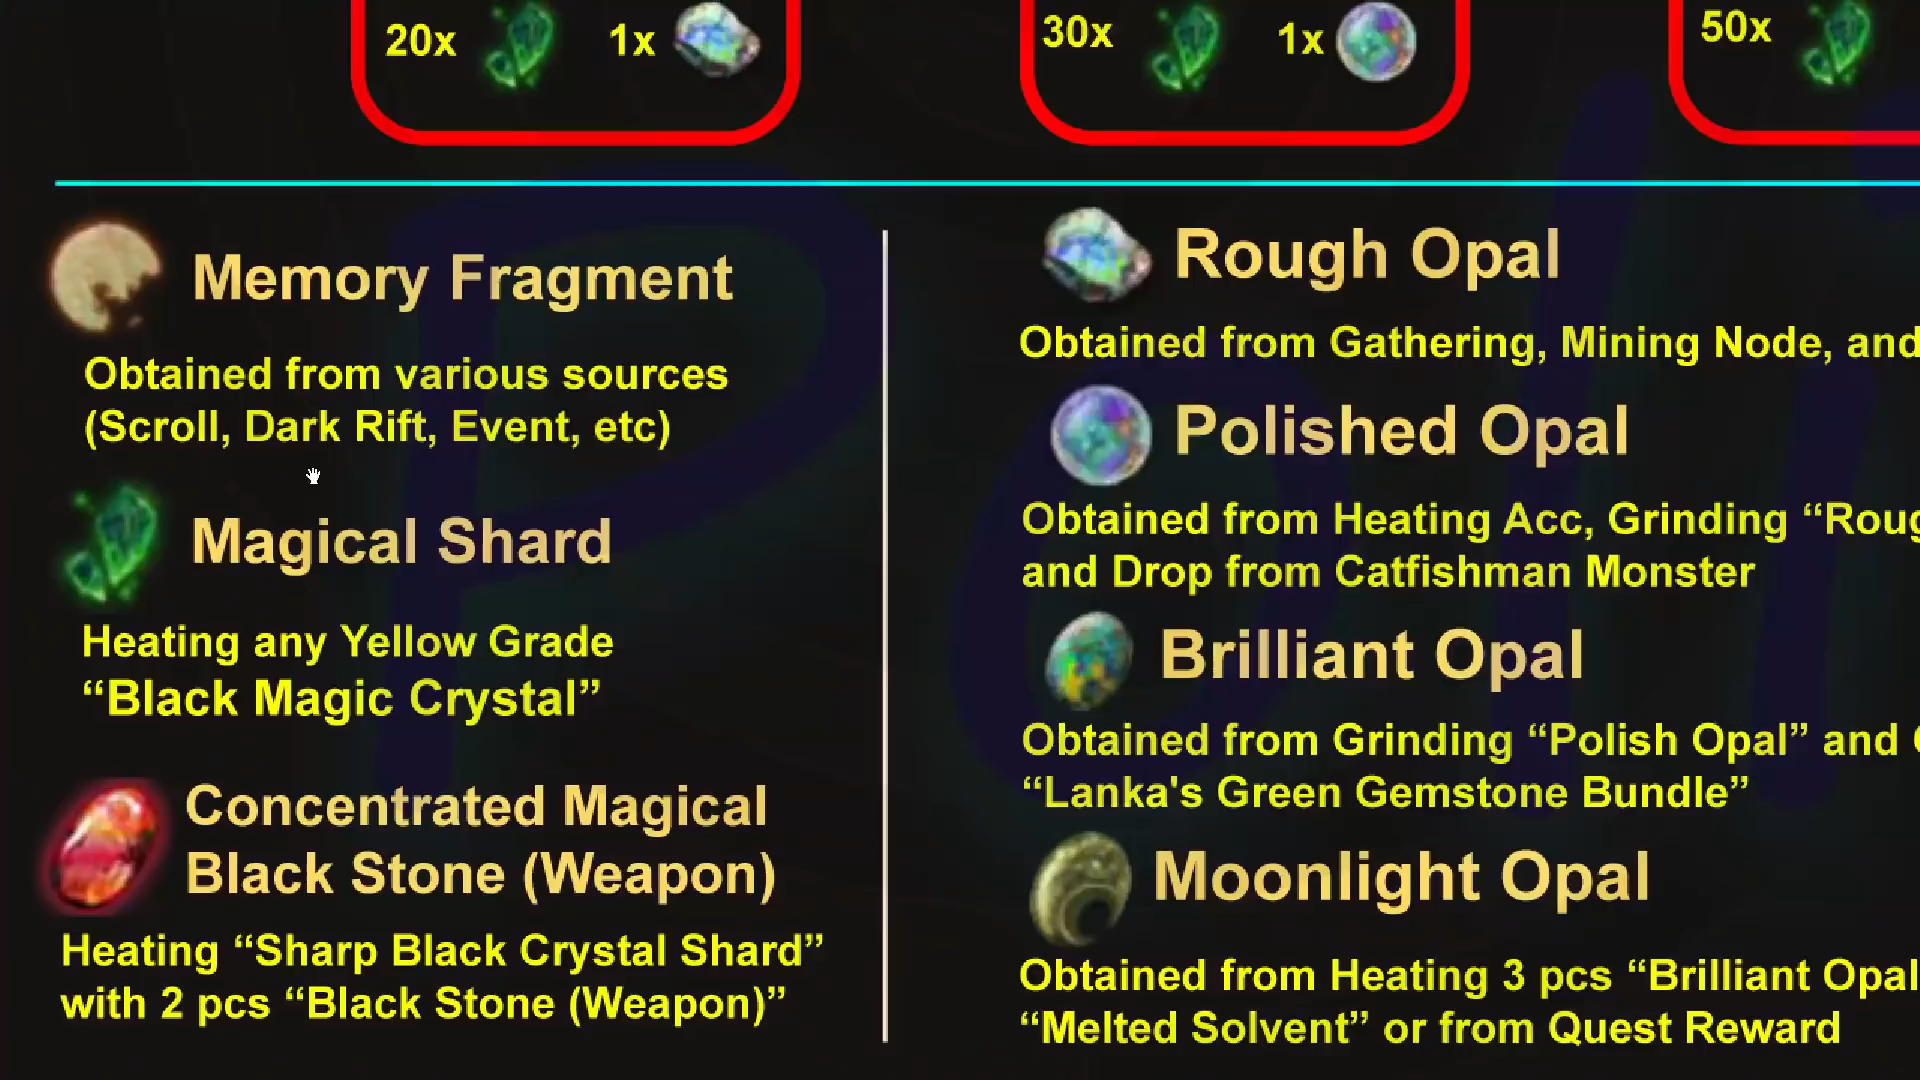 20x 1x 30x 1x 50x
Memory Fragment
Obtained from various sources
(Scroll, Dark Rift, Event, etc)
Magical Shard
Heating any Yellow Grade
“Black Magic Crystal”
Concentrated Magical
Black Stone (Weapon)
Heating “Sharp Black Crystal Shard”
with 2 pcs “Black Stone (Weapon)”
Rough Opal
Obtained from Gathering, Mining Node, and
Polished Opal
Obtained from Heating Acc, Grinding
and Drop from Catfishman Monster
Brilliant Opal
Obtained from Grinding “Polish Opal” and
“Lanka's Green Gemstone Bundle”
Moonlight Opal
Obtained from Heating 3 pcs “Brilliant Opal
“Melted Solvent” or from Quest Reward